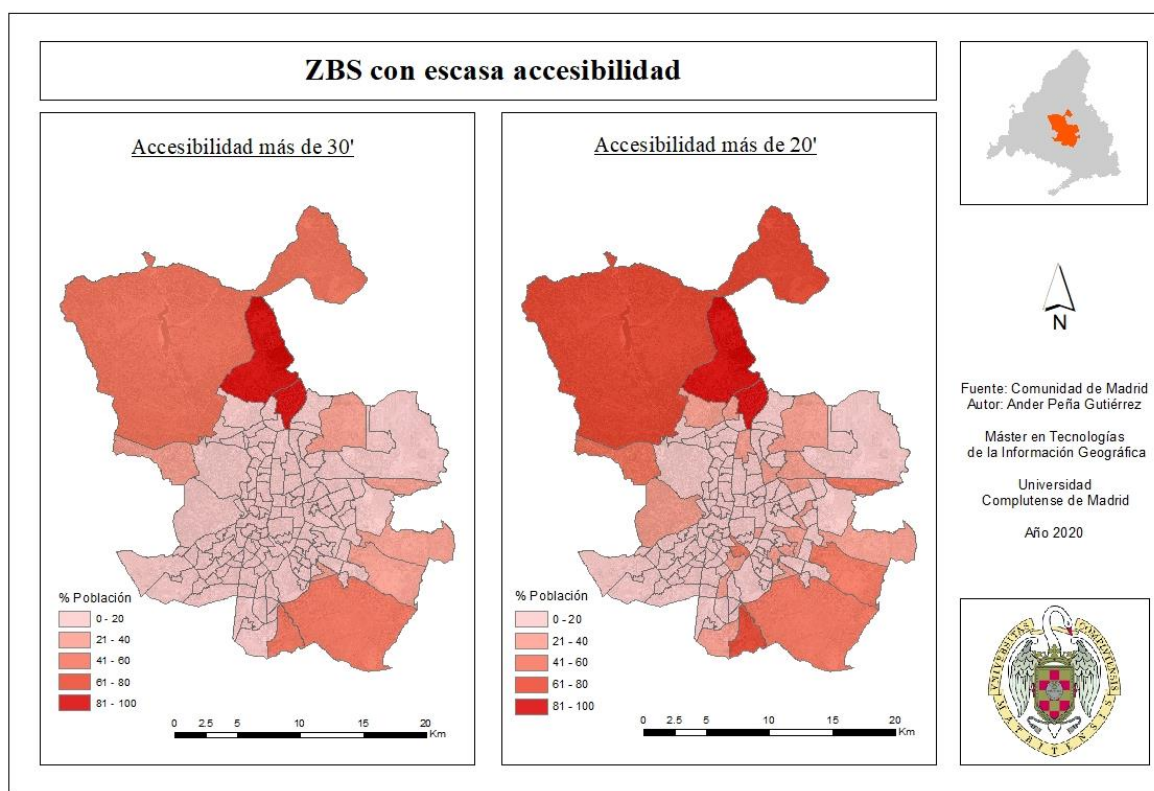 ZBS con escasa accesibilidad
Accesibilidad más de 30'
% Población
0 - 20
21 - 40
41 - 60
61 - 80
81 - 100
0 2.5 5 10 15 20
Km
Accesibilidad más de 20'
% Población
0 - 20
21 - 40
41 - 60
61 - 80
81 - 100
0 2.5 5 10 15 20
Km
N
Fuente: Comunidad de Madrid
Autor: Ander Peña Gutiérrez
Máster en Tecnologías
de la Información Geográfica
Universidad
Complutense de Madrid
Año 2020
VNIVERSITAS
COMPLVTENSIS
MATRITENSIS